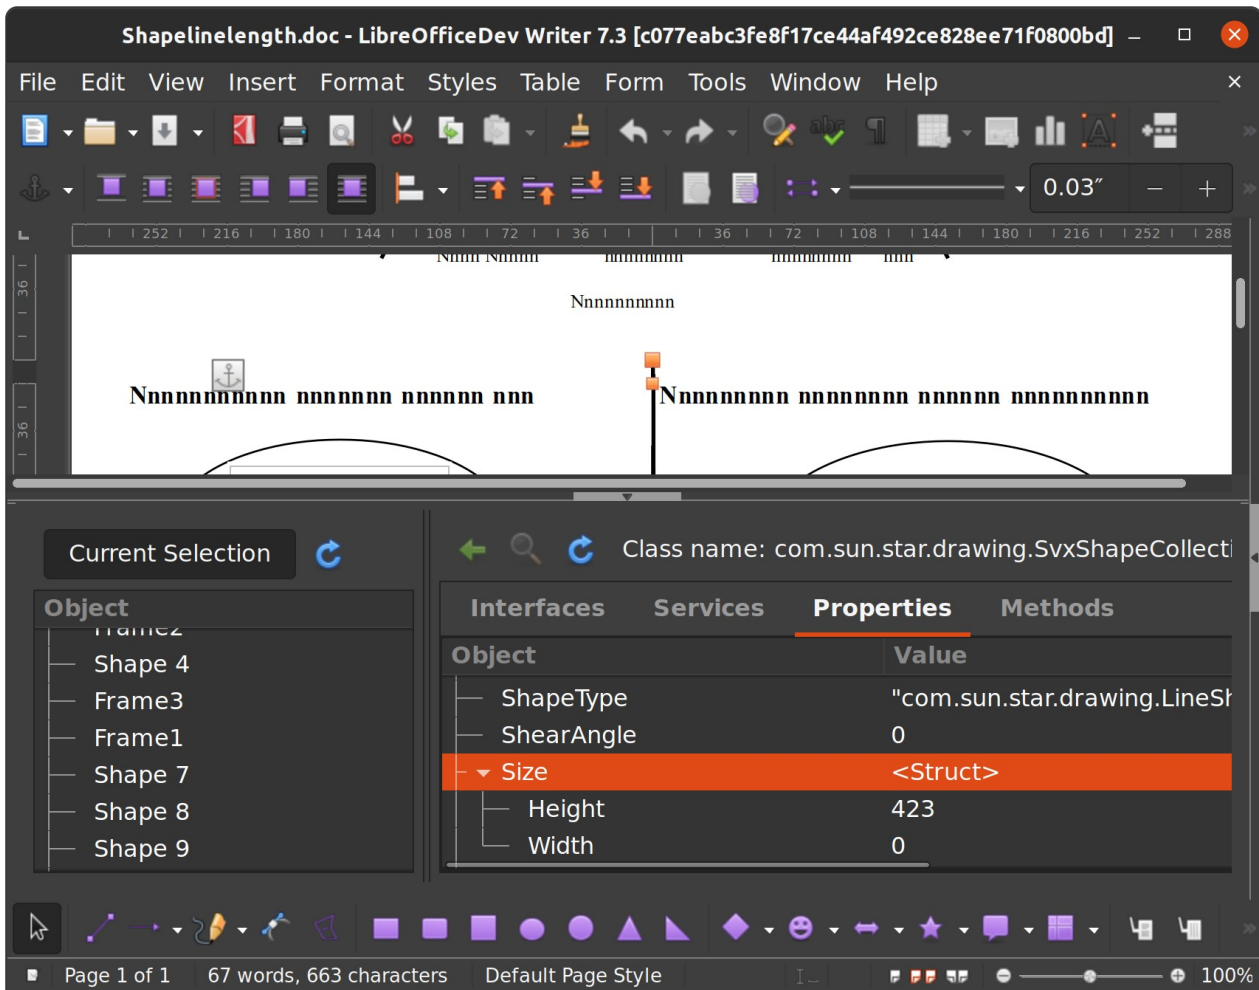 Shapelinelength.doc - LibreOfficeDev Writer 7.3 [c077eabc3fe8f17ce44af492ce828ee71f0800bd]
File Edit View Insert Format Styles Table Form Tools Window Help
0.03″
252 216 180 144 108 72 36 36 72 108 144 180 216 252 288
36
36
Nnnnnnnnnn
Nnnnnnnnnnn nnnnnnn nnnnnn nnn
Nnnnnnnnn nnnnnnnn nnnnnn nnnnnnnnnn
Current Selection
Class name: com.sun.star.drawing.SvxShapeCollecti
Object
Frame2
Shape 4
Frame3
Frame1
Shape 7
Shape 8
Shape 9
Interfaces Services Properties Methods
Object Value
ShapeType "com.sun.star.drawing.LineSh
ShearAngle 0
Size <Struct>
Height 423
Width 0
Page 1 of 1 67 words, 663 characters Default Page Style 100%